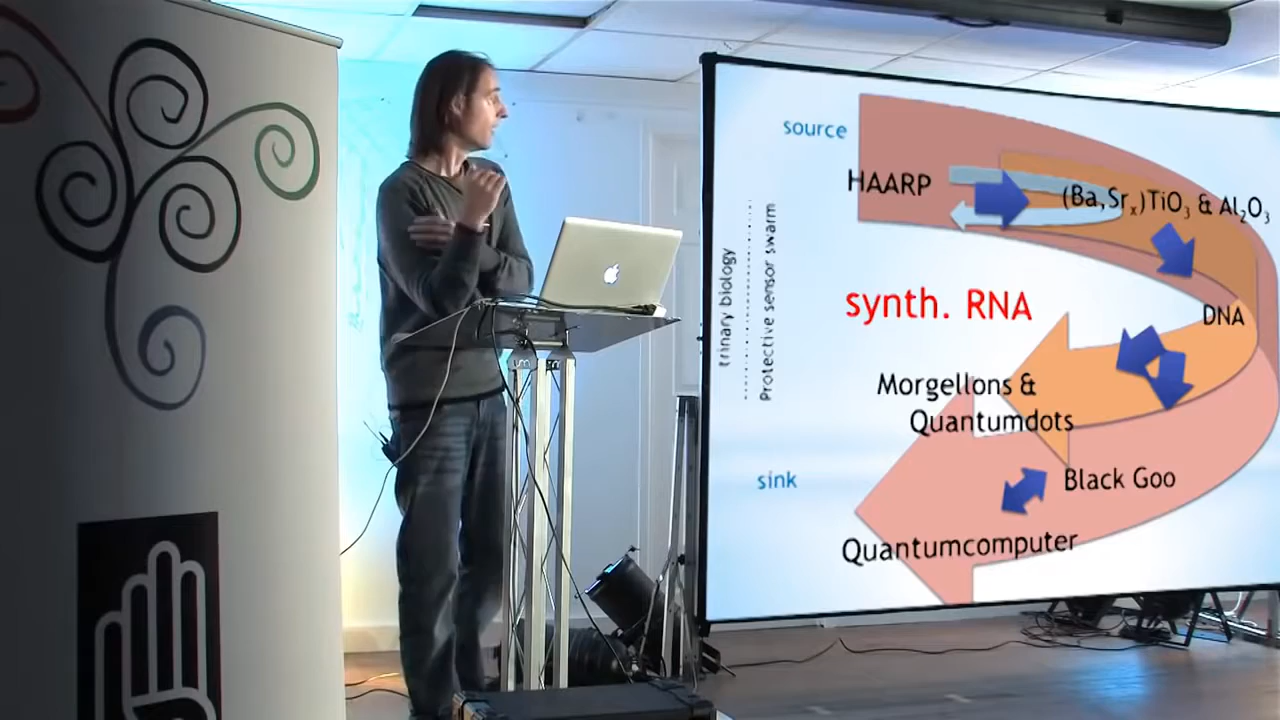 source
HAARP
(Ba,Srₓ)TiO₃ & Al₂O₃
trinary biology
Protective sensor swarm
synth. RNA
DNA
Morgellons &
Quantumdots
sink
Black Goo
Quantumcomputer